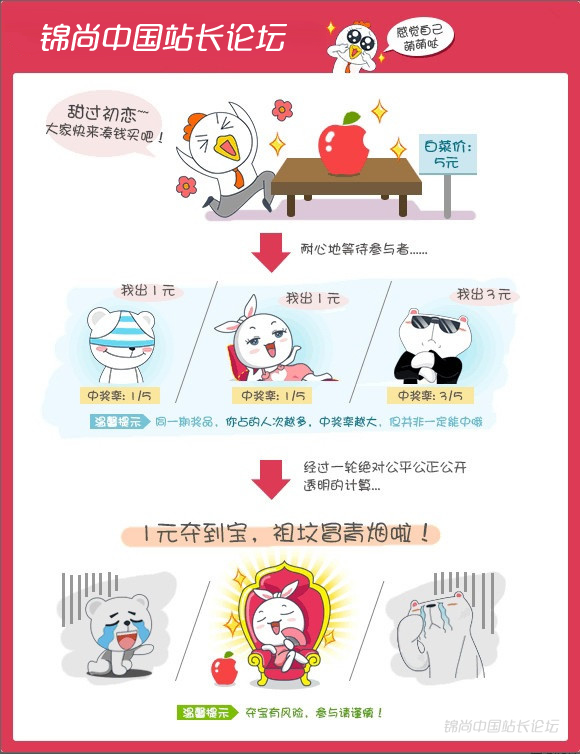 锦尚中国站长论坛
感觉自己
萌萌哒
甜过初恋~~
大家快来凑钱买吧！
白菜价：
5元
耐心地等待参与者......
我出1元
我出1元
我出3元
中奖率: 1/5
中奖率: 1/5
中奖率: 3/5
温馨提示 同一期奖品，你占的人次越多，中奖率越大，但并非一定能中哦
经过一轮绝对公平公正公开
透明的计算...
1元夺到宝，祖坟冒青烟啦！
温馨提示 夺宝有风险，参与请谨慎！
锦尚中国站长论坛